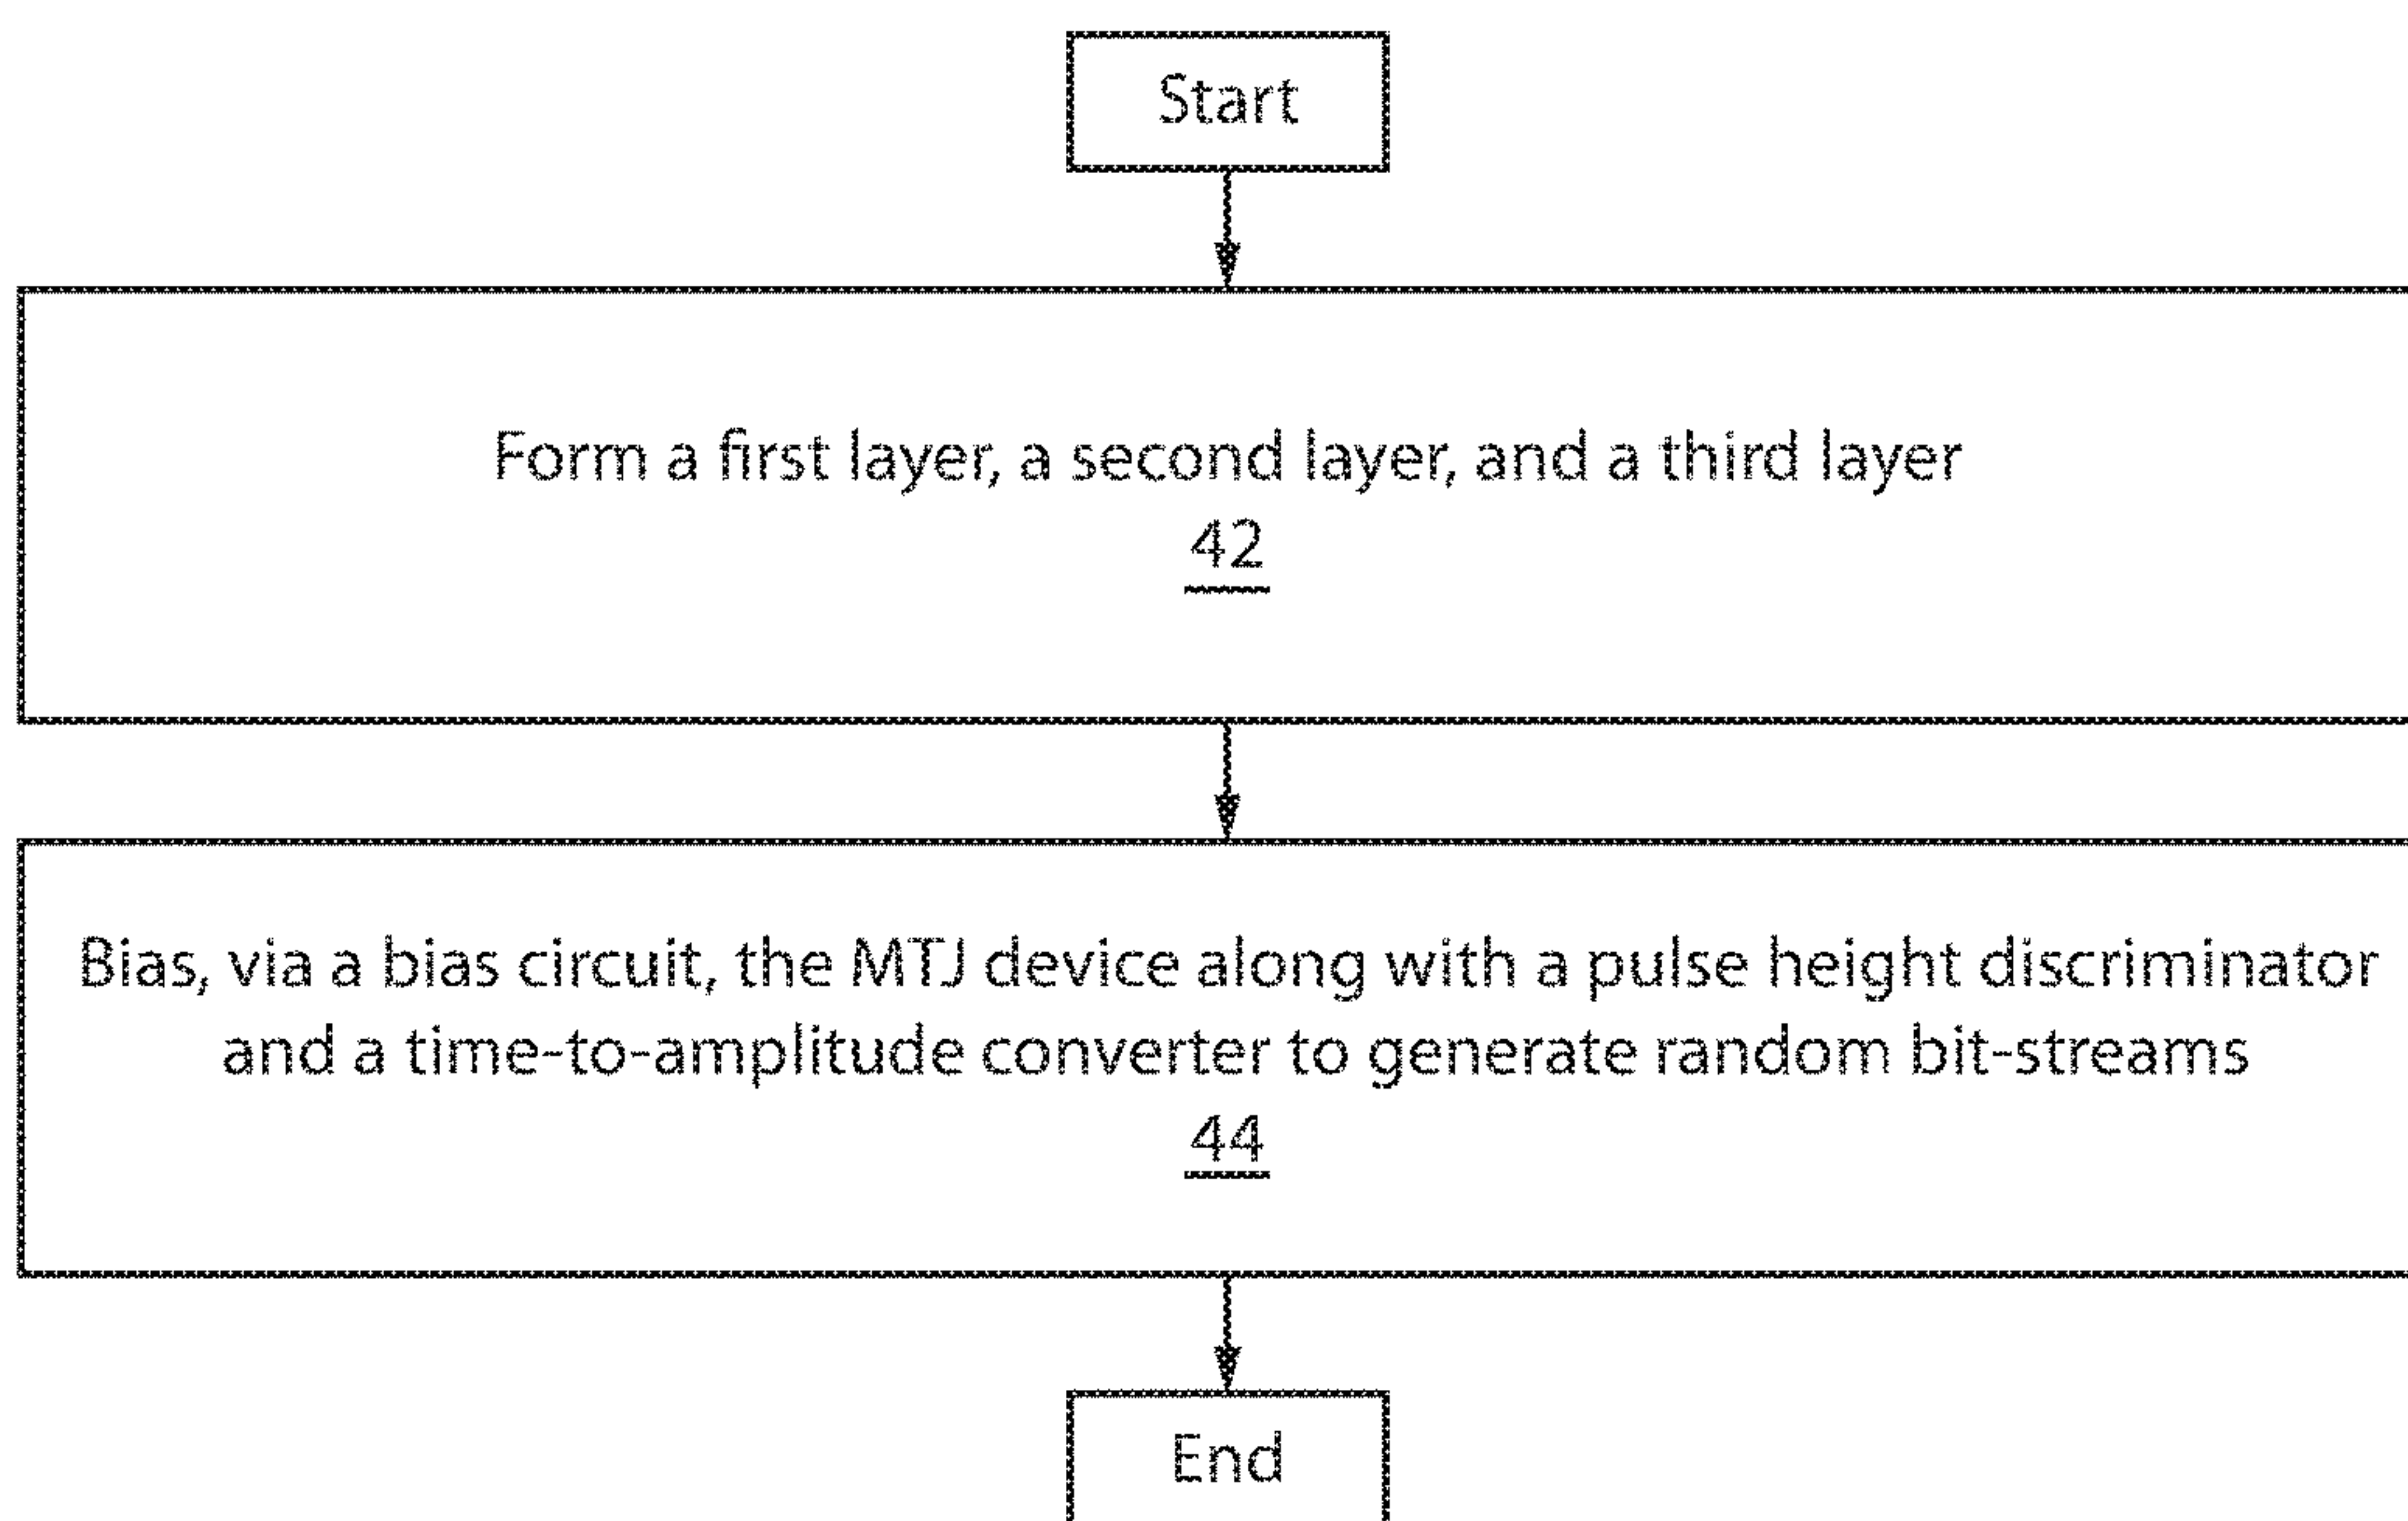 Start
Form a first layer, a second layer, and a third layer
42
Bias, via a bias circuit, the MTJ device along with a pulse height discriminator
and a time-to-amplitude converter to generate random bit-streams
44
End